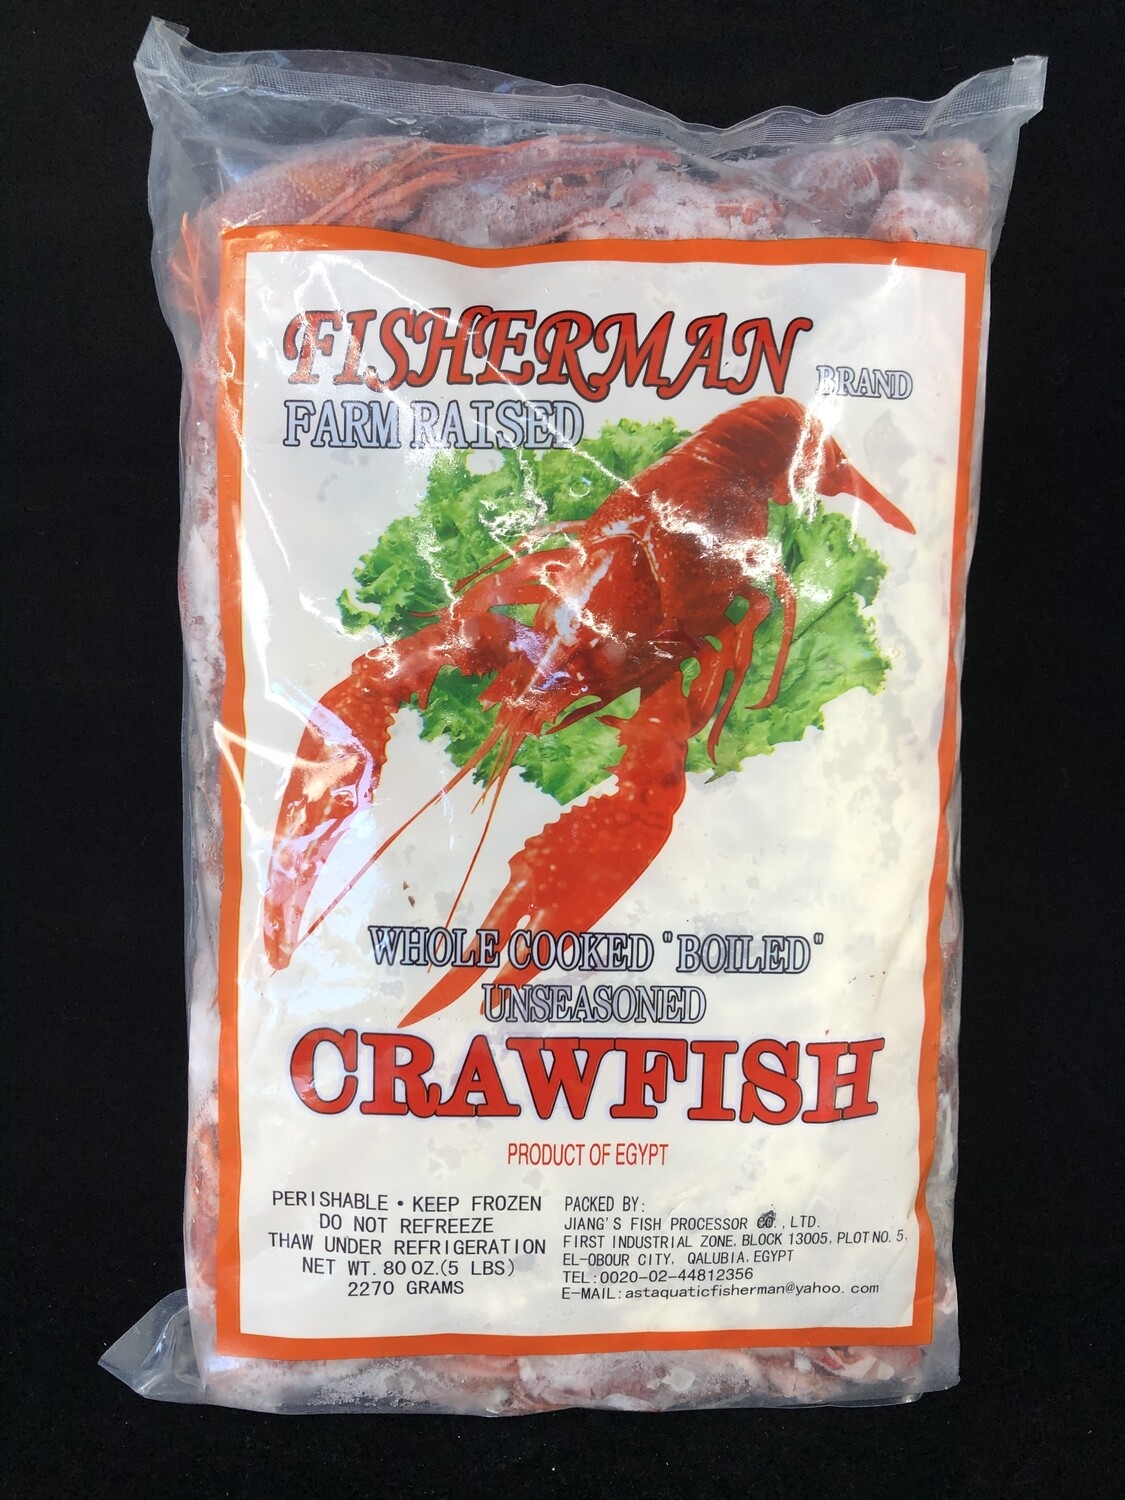 FISHERMAN BRAND
FARM RAISED
WHOLE COOKED "BOILED"
UNSEASONED
CRAWFISH
PRODUCT OF EGYPT
PERISHABLE • KEEP FROZEN
DO NOT REFREEZE
THAW UNDER REFRIGERATION
NET WT. 80 OZ.(5 LBS)
2270 GRAMS
PACKED BY:
JIANG'S FISH PROCESSOR CO., LTD.
FIRST INDUSTRIAL ZONE, BLOCK 13005, PLOT NO. 5,
EL-OBOUR CITY, QALUBIA, EGYPT
TEL:0020-02-44812356
E-MAIL:astaquaticfisherman@yahoo.com